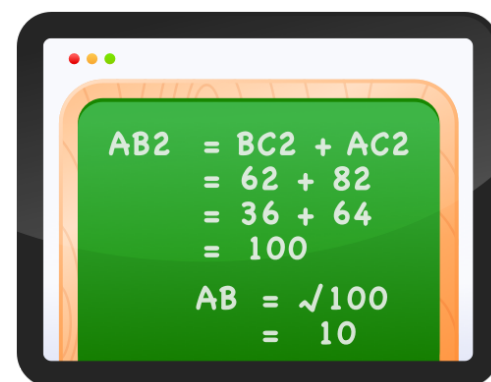 AB2 = BC2 + AC2
= 62 + 82
= 36 + 64
= 100
AB = √100
= 10